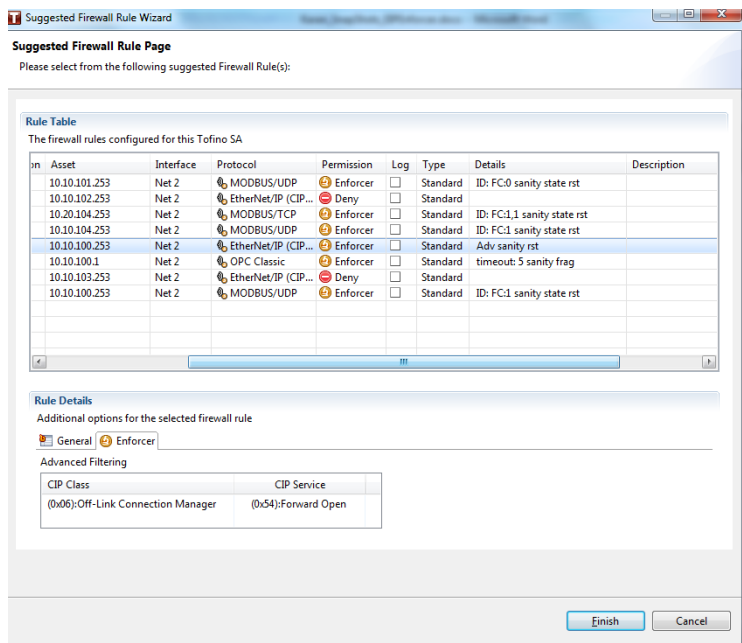 Suggested Firewall Rule Wizard
Suggested Firewall Rule Page
Please select from the following suggested Firewall Rule(s):
Rule Table
The firewall rules configured for this Tofino SA
on Asset Interface Protocol Permission Log Type Details Description
10.10.101.253 Net 2 MODBUS/UDP Enforcer Standard ID: FC:0 sanity state rst
10.10.102.253 Net 2 EtherNet/IP (CIP... Deny Standard
10.20.104.253 Net 2 MODBUS/TCP Enforcer Standard ID: FC:1,1 sanity state rst
10.10.104.253 Net 2 MODBUS/UDP Enforcer Standard ID: FC:1 sanity state rst
10.10.100.253 Net 2 EtherNet/IP (CIP... Enforcer Standard Adv sanity rst
10.10.100.1 Net 2 OPC Classic Enforcer Standard timeout: 5 sanity frag
10.10.103.253 Net 2 EtherNet/IP (CIP... Deny Standard
10.10.100.253 Net 2 MODBUS/UDP Enforcer Standard ID: FC:1 sanity state rst
Rule Details
Additional options for the selected firewall rule
General Enforcer
Advanced Filtering
CIP Class CIP Service
(0x06):Off-Link Connection Manager (0x54):Forward Open
Finish Cancel